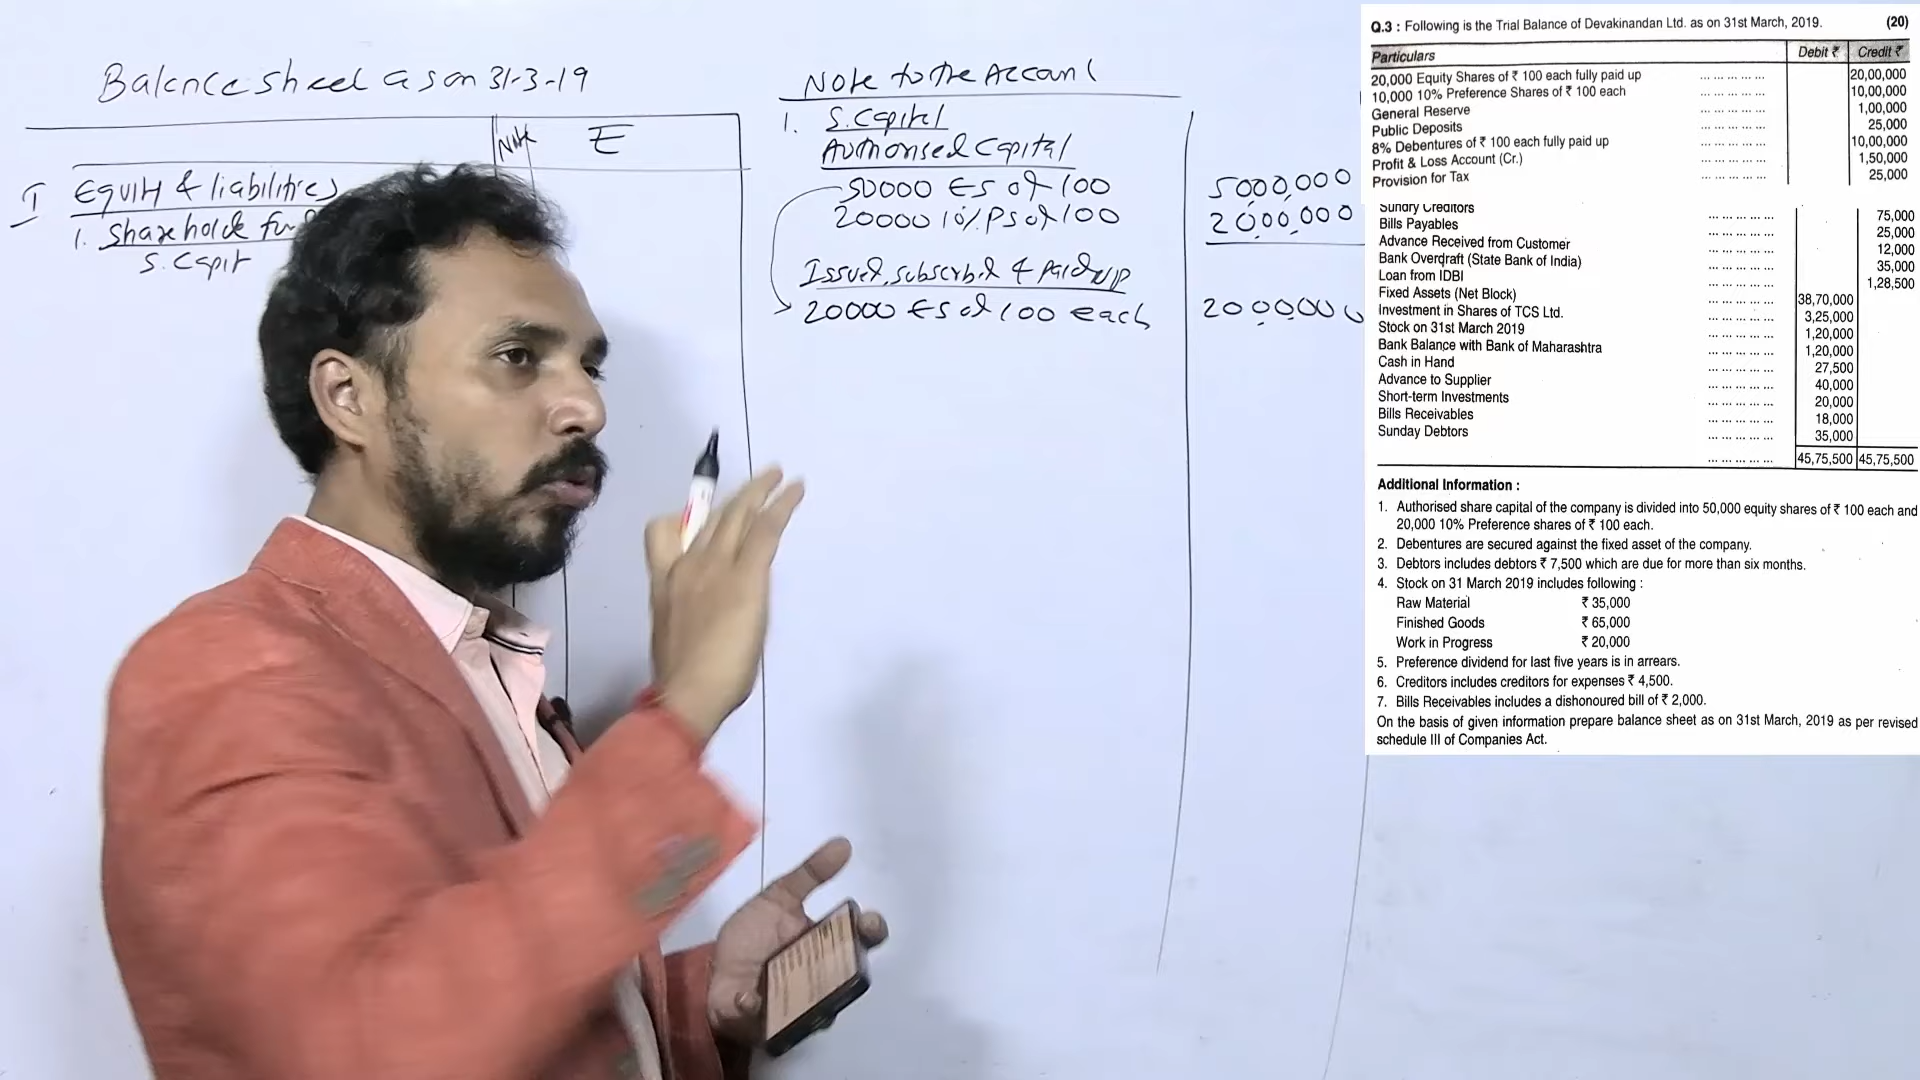 Balance sheet as on 31-3-19
Note
₹
I Equity & liabilities
1. Shareholde fu
S. Capit
Note to the Account
1. S. Capital
Authorised Capital
50000 ES of 100 5000,000
20000 10% PS of 100 2000,000
Issued, subscribed & paid up
20000 ES of 100 each 2000000
Q.3 : Following is the Trial Balance of Devakinandan Ltd. as on 31st March, 2019. (20)
Particulars Debit ₹ Credit ₹
20,000 Equity Shares of ₹ 100 each fully paid up ... ... ... ... ... 20,00,000
10,000 10% Preference Shares of ₹ 100 each ... ... ... ... ... 10,00,000
General Reserve ... ... ... ... ... 1,00,000
Public Deposits ... ... ... ... ... 25,000
8% Debentures of ₹ 100 each fully paid up ... ... ... ... ... 10,00,000
Profit & Loss Account (Cr.) ... ... ... ... ... 1,50,000
Provision for Tax ... ... ... ... ... 25,000
Sundry Creditors ... ... ... ... ... 75,000
Bills Payables ... ... ... ... ... 25,000
Advance Received from Customer ... ... ... ... ... 12,000
Bank Overdraft (State Bank of India) ... ... ... ... ... 35,000
Loan from IDBI ... ... ... ... ... 1,28,500
Fixed Assets (Net Block) ... ... ... ... ... 38,70,000
Investment in Shares of TCS Ltd. ... ... ... ... ... 3,25,000
Stock on 31st March 2019 ... ... ... ... ... 1,20,000
Bank Balance with Bank of Maharashtra ... ... ... ... ... 1,20,000
Cash in Hand ... ... ... ... ... 27,500
Advance to Supplier ... ... ... ... ... 40,000
Short-term Investments ... ... ... ... ... 20,000
Bills Receivables ... ... ... ... ... 18,000
Sunday Debtors ... ... ... ... ... 35,000
... ... ... ... ... 45,75,500 45,75,500
Additional Information :
1. Authorised share capital of the company is divided into 50,000 equity shares of ₹ 100 each and
20,000 10% Preference shares of ₹ 100 each.
2. Debentures are secured against the fixed asset of the company.
3. Debtors includes debtors ₹ 7,500 which are due for more than six months.
4. Stock on 31 March 2019 includes following :
Raw Material ₹ 35,000
Finished Goods ₹ 65,000
Work in Progress ₹ 20,000
5. Preference dividend for last five years is in arrears.
6. Creditors includes creditors for expenses ₹ 4,500.
7. Bills Receivables includes a dishonoured bill of ₹ 2,000.
On the basis of given information prepare balance sheet as on 31st March, 2019 as per revised
schedule III of Companies Act.